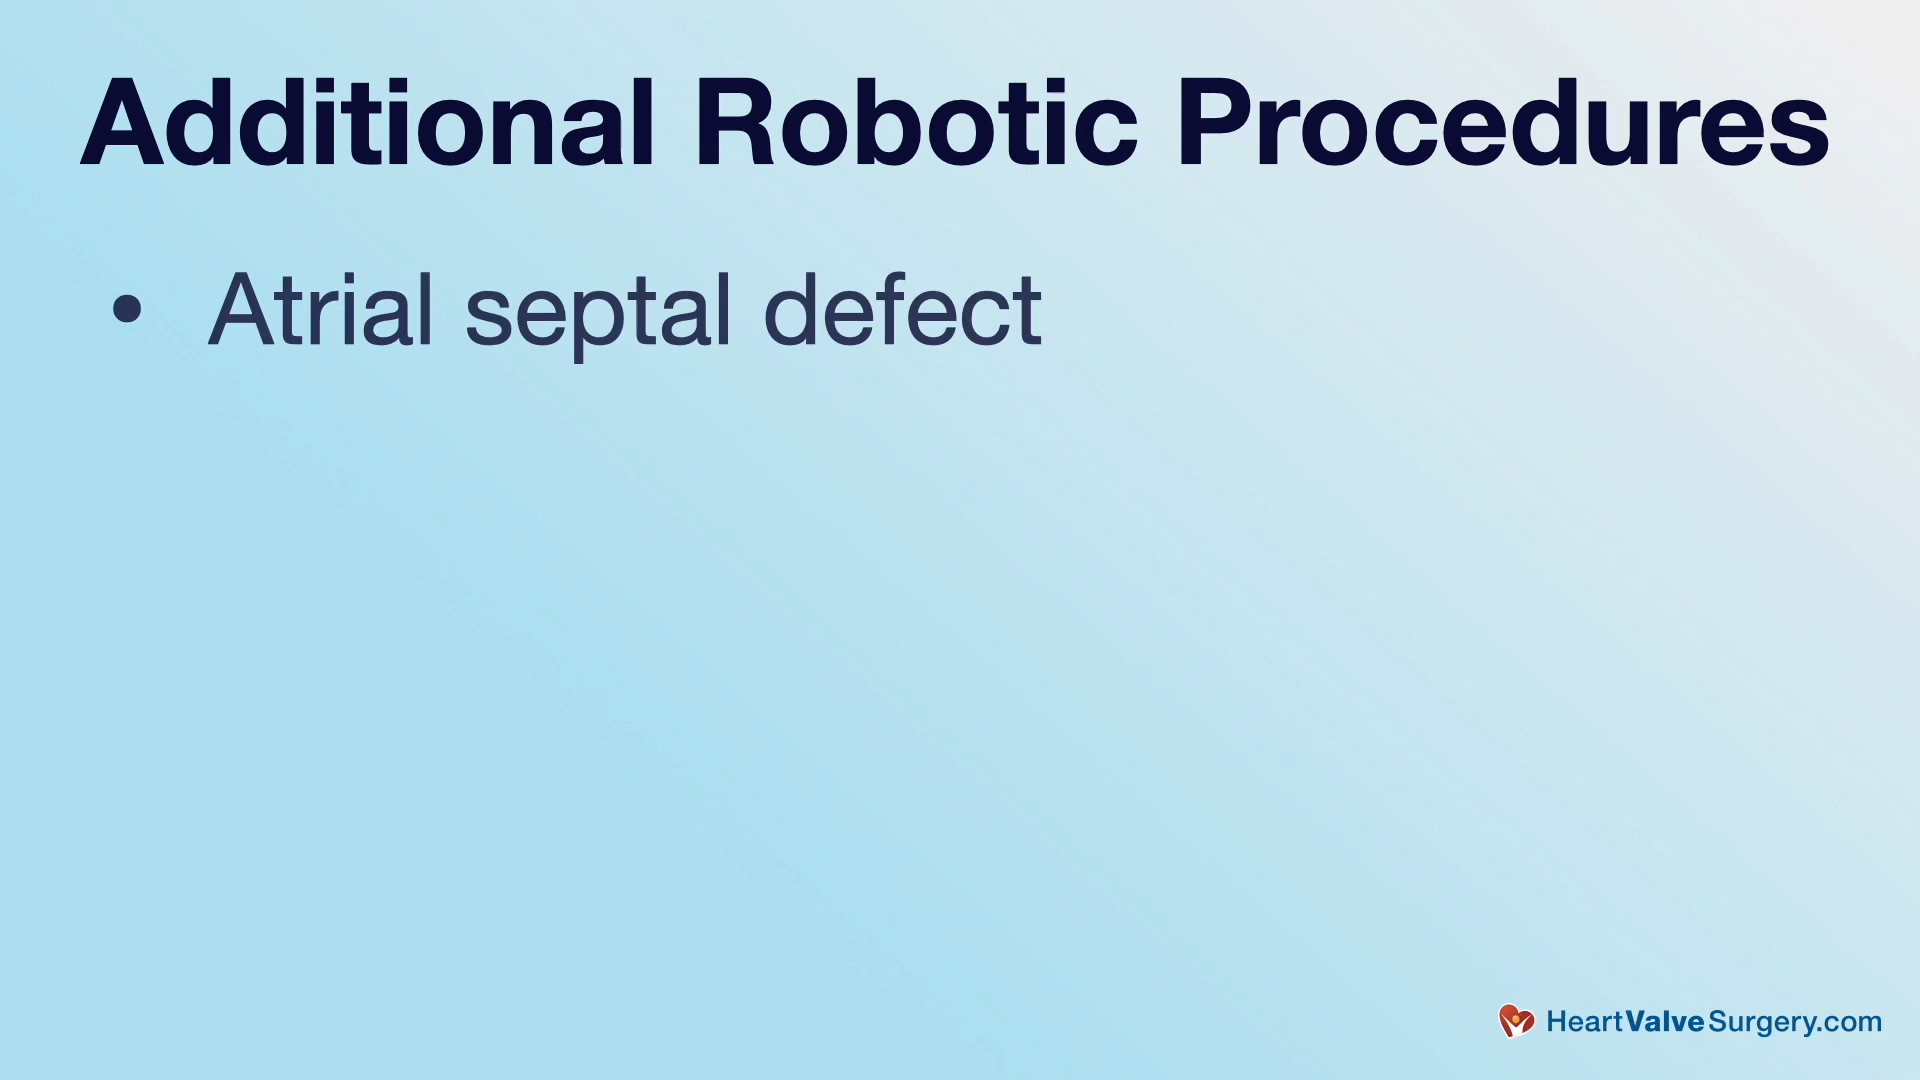 Additional Robotic Procedures
• Atrial septal defect
HeartValveSurgery.com